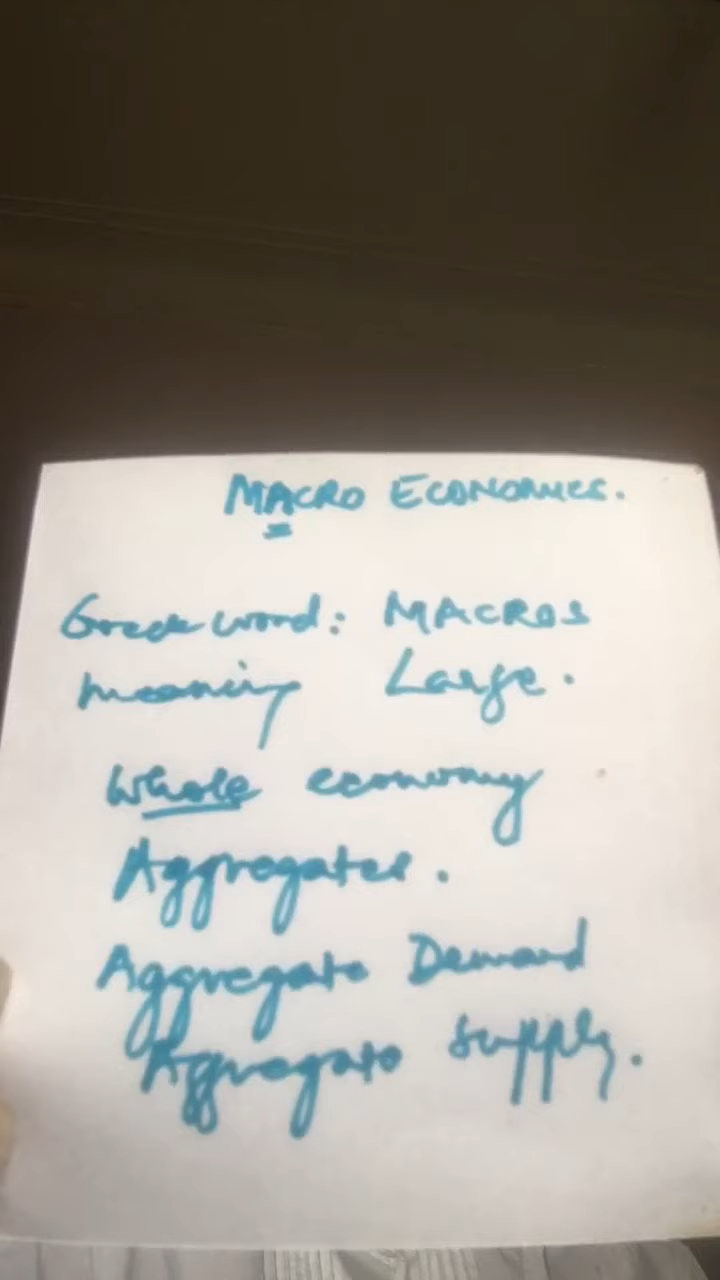 MACRO ECONOMICS.
Greek word: MACROS
meaning Large.
Whole economy
Aggregates.
Aggregate Demand
Aggregate supply.